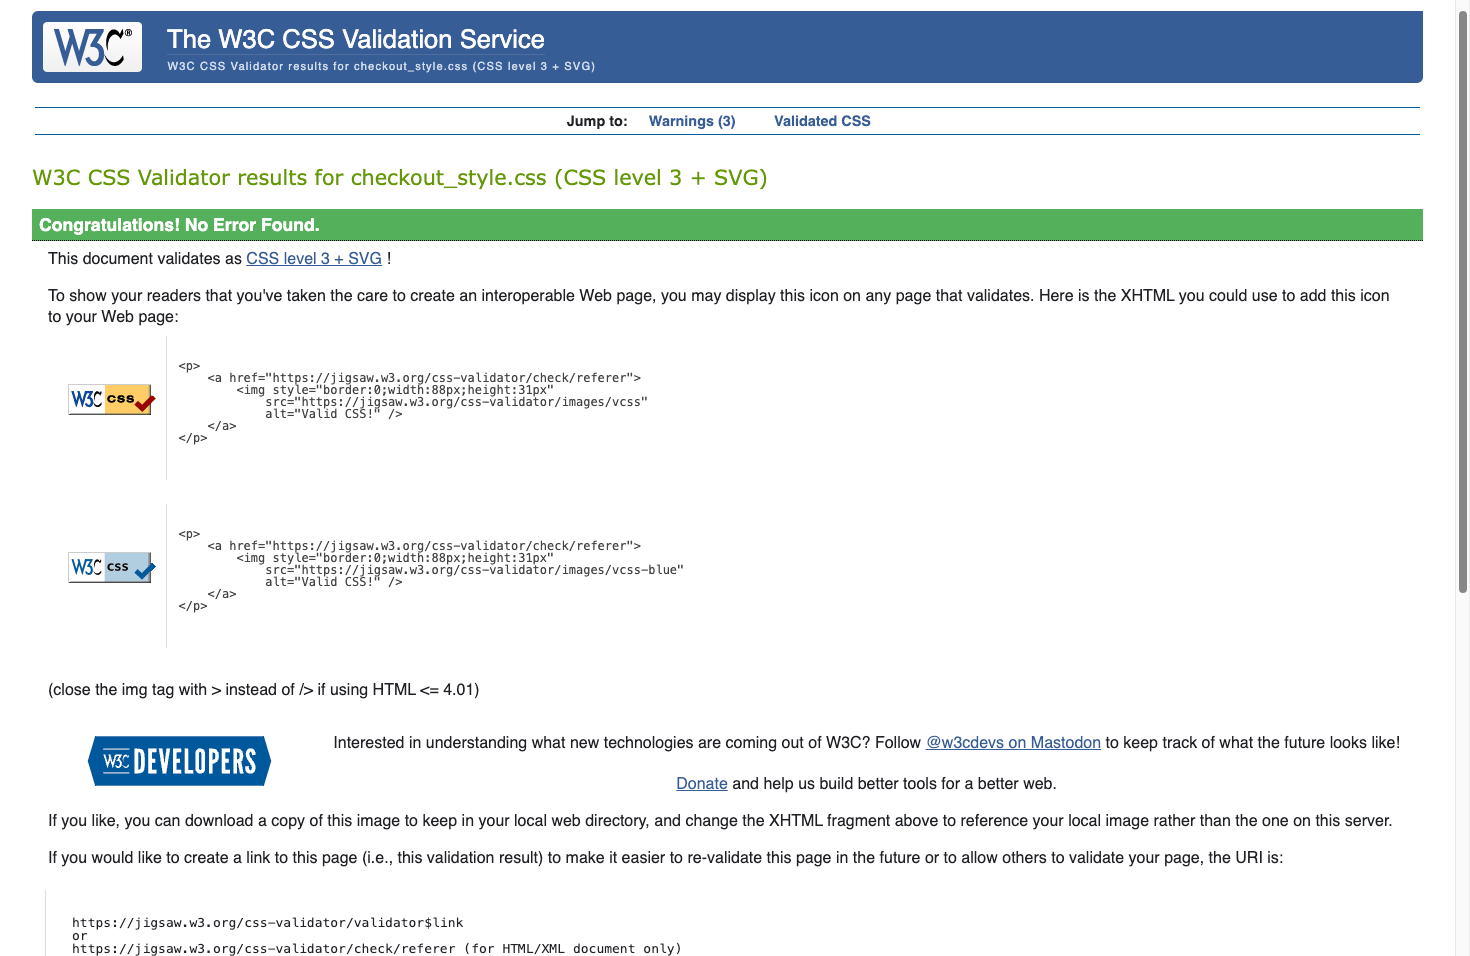 W3C®
The W3C CSS Validation Service
W3C CSS Validator results for checkout_style.css (CSS level 3 + SVG)
Jump to: Warnings (3) Validated CSS
W3C CSS Validator results for checkout_style.css (CSS level 3 + SVG)
Congratulations! No Error Found.
This document validates as CSS level 3 + SVG !
To show your readers that you've taken the care to create an interoperable Web page, you may display this icon on any page that validates. Here is the XHTML you could use to add this icon
to your Web page:
W3C css
<p>
    <a href="https://jigsaw.w3.org/css-validator/check/referer">
        <img style="border:0;width:88px;height:31px"
            src="https://jigsaw.w3.org/css-validator/images/vcss"
            alt="Valid CSS!" />
    </a>
</p>
W3C css
<p>
    <a href="https://jigsaw.w3.org/css-validator/check/referer">
        <img style="border:0;width:88px;height:31px"
            src="https://jigsaw.w3.org/css-validator/images/vcss-blue"
            alt="Valid CSS!" />
    </a>
</p>
(close the img tag with > instead of /> if using HTML <= 4.01)
W3C DEVELOPERS
Interested in understanding what new technologies are coming out of W3C? Follow @w3cdevs on Mastodon to keep track of what the future looks like!
Donate and help us build better tools for a better web.
If you like, you can download a copy of this image to keep in your local web directory, and change the XHTML fragment above to reference your local image rather than the one on this server.
If you would like to create a link to this page (i.e., this validation result) to make it easier to re-validate this page in the future or to allow others to validate your page, the URI is:
https://jigsaw.w3.org/css-validator/validator$link
or
https://jigsaw.w3.org/css-validator/check/referer (for HTML/XML document only)